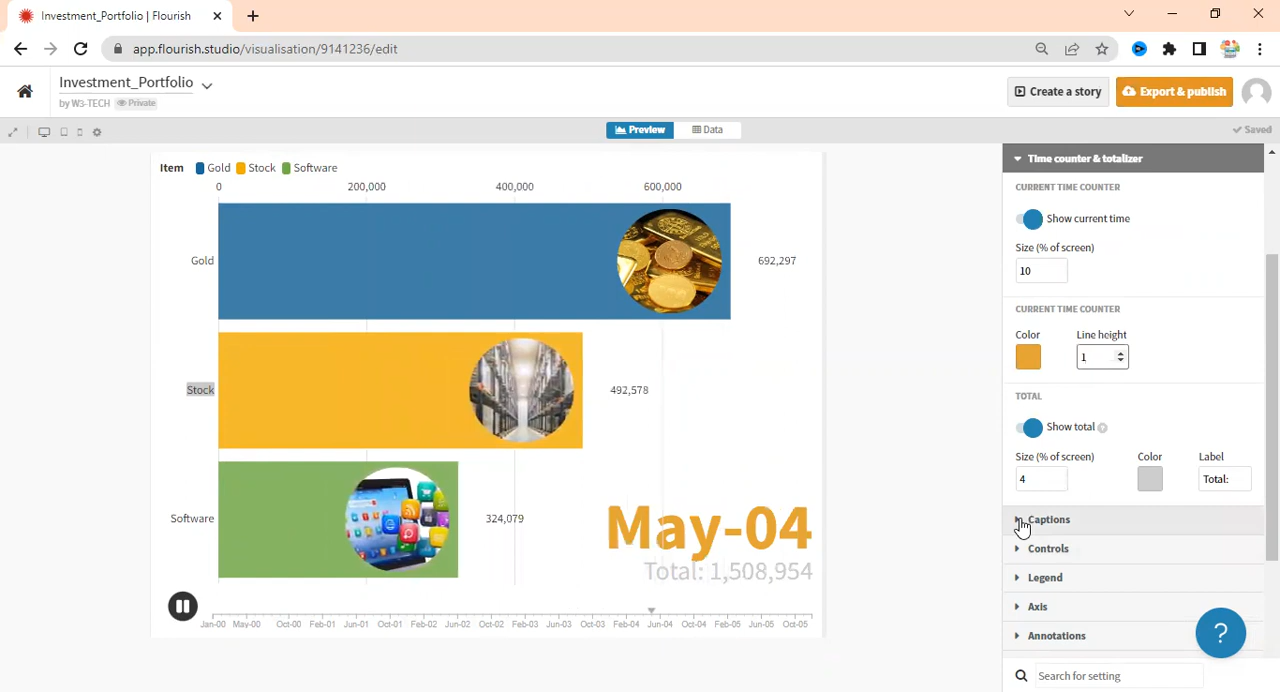 Investment_Portfolio | Flourish
app.flourish.studio/visualisation/9141236/edit
Investment_Portfolio
by W3-TECH Private
Create a story
Export & publish
Preview
Data
Saved
Item Gold Stock Software
0 200,000 400,000 600,000
Gold
692,297
Stock
492,578
Software
324,079
May-04
Total: 1,508,954
Jan-00 May-00 Oct-00 Feb-01 Jun-01 Oct-01 Feb-02 Jun-02 Oct-02 Feb-03 Jun-03 Oct-03 Feb-04 Jun-04 Oct-04 Feb-05 Jun-05 Oct-05
Time counter & totalizer
CURRENT TIME COUNTER
Show current time
Size (% of screen)
10
CURRENT TIME COUNTER
Color Line height
1
TOTAL
Show total ?
Size (% of screen) Color Label
4 Total:
Captions
Controls
Legend
Axis
Annotations
?
Search for setting